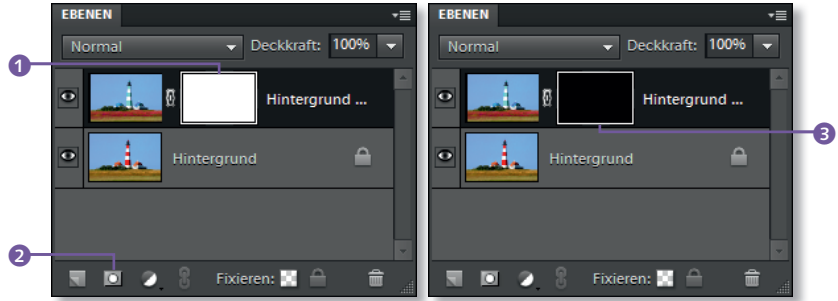 EBENEN
Normal Deckkraft: 100%
1
Hintergrund ...
Hintergrund
2
Fixieren:
EBENEN
Normal Deckkraft: 100%
Hintergrund ...
3
Hintergrund
Fixieren: